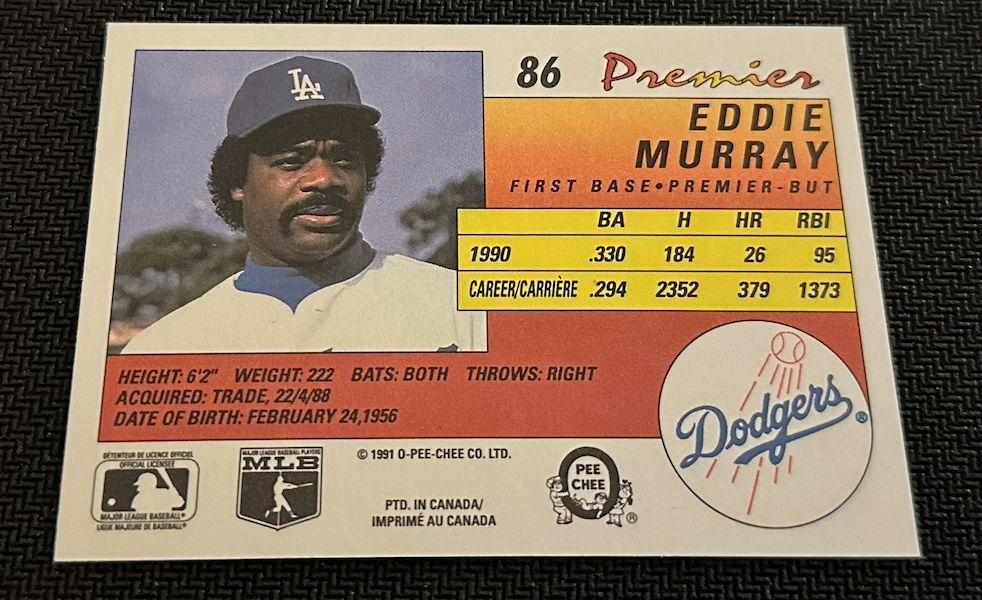 LA
86 Premier
EDDIE
MURRAY
FIRST BASE•PREMIER-BUT
BA H HR RBI
1990 .330 184 26 95
CAREER/CARRIÈRE .294 2352 379 1373
HEIGHT: 6'2" WEIGHT: 222 BATS: BOTH THROWS: RIGHT
ACQUIRED: TRADE, 22/4/88
DATE OF BIRTH: FEBRUARY 24,1956
Dodgers®
DÉTENTEUR DE LICENCE OFFICIEL
OFFICIAL LICENSEE
MAJOR LEAGUE BASEBALL®
LIGUE MAJEURE DE BASEBALL®
MAJOR LEAGUE BASEBALL PLAYERS
MLB
© 1991 O-PEE-CHEE CO. LTD.
PTD. IN CANADA/
IMPRIMÉ AU CANADA
O
PEE
CHEE
®